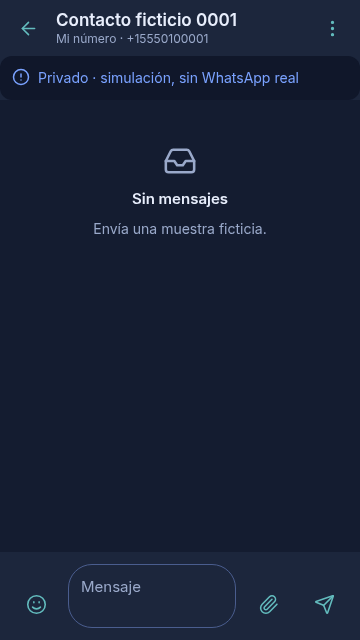 Contacto ficticio 0001
Mi número · +15550100001
Privado · simulación, sin WhatsApp real
Sin mensajes
Envía una muestra ficticia.
Mensaje